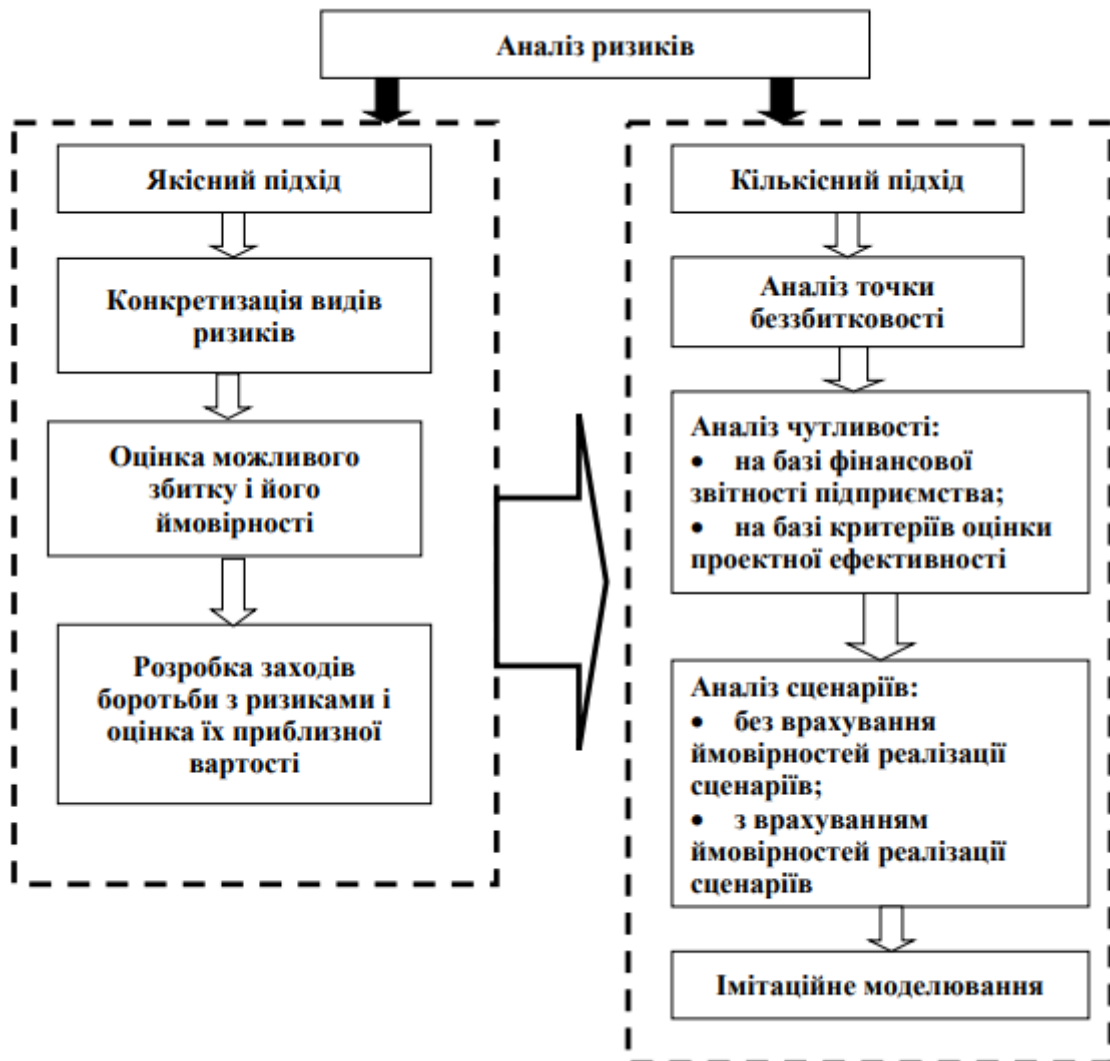 Аналіз ризиків
Якісний підхід
Конкретизація видів
ризиків
Оцінка можливого
збитку і його
ймовірності
Розробка заходів
боротьби з ризиками і
оцінка їх приблизної
вартості
Кількісний підхід
Аналіз точки
беззбитковості
Аналіз чутливості:
• на базі фінансової
звітності підприємства;
• на базі критеріїв оцінки
проектної ефективності
Аналіз сценаріїв:
• без врахування
ймовірностей реалізації
сценаріїв;
• з врахуванням
ймовірностей реалізації
сценаріїв
Імітаційне моделювання